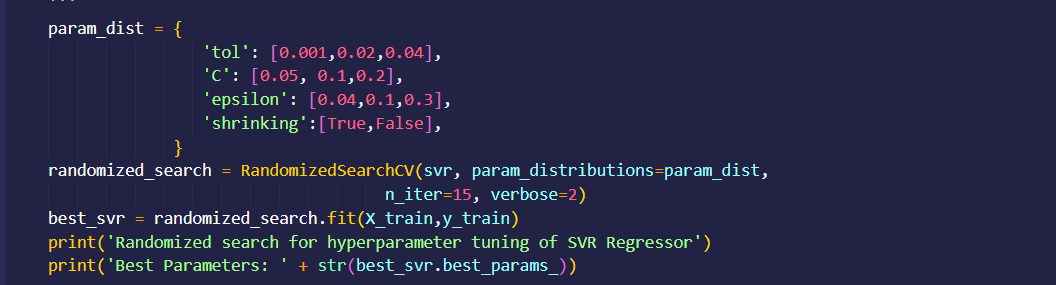 '''
param_dist = {
'tol': [0.001,0.02,0.04],
'C': [0.05, 0.1,0.2],
'epsilon': [0.04,0.1,0.3],
'shrinking':[True,False],
}
randomized_search = RandomizedSearchCV(svr, param_distributions=param_dist,
n_iter=15, verbose=2)
best_svr = randomized_search.fit(X_train,y_train)
print('Randomized search for hyperparameter tuning of SVR Regressor')
print('Best Parameters: ' + str(best_svr.best_params_))